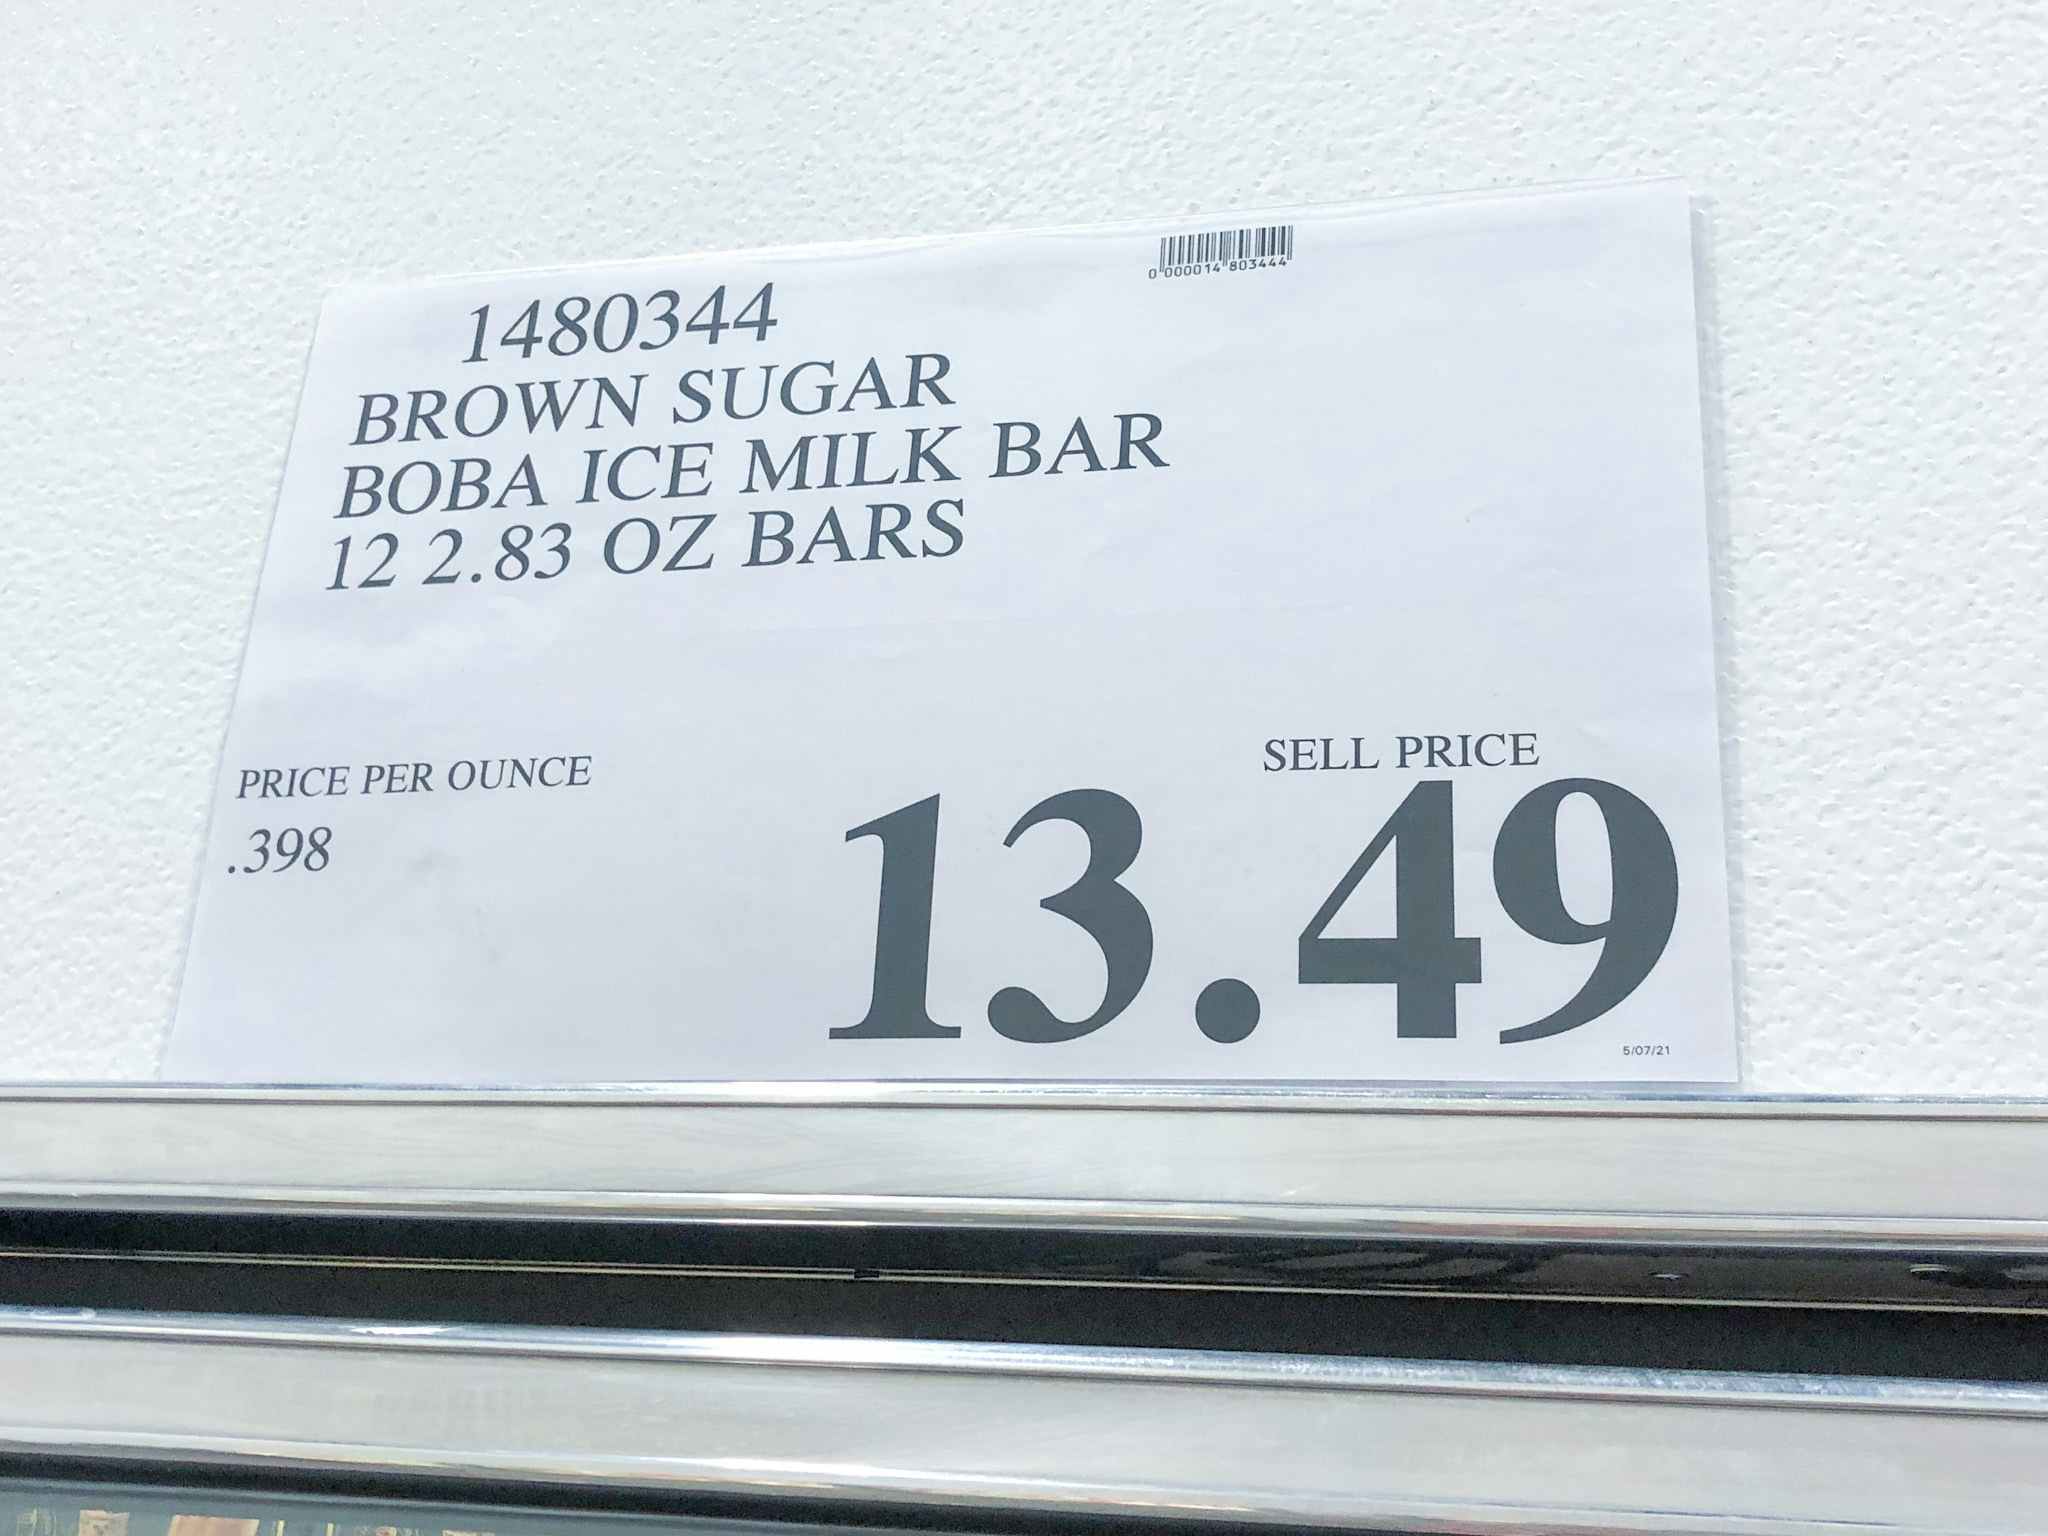 0 000014 803444
1480344
BROWN SUGAR
BOBA ICE MILK BAR
12 2.83 OZ BARS
PRICE PER OUNCE
.398
SELL PRICE
13.49
5/07/21